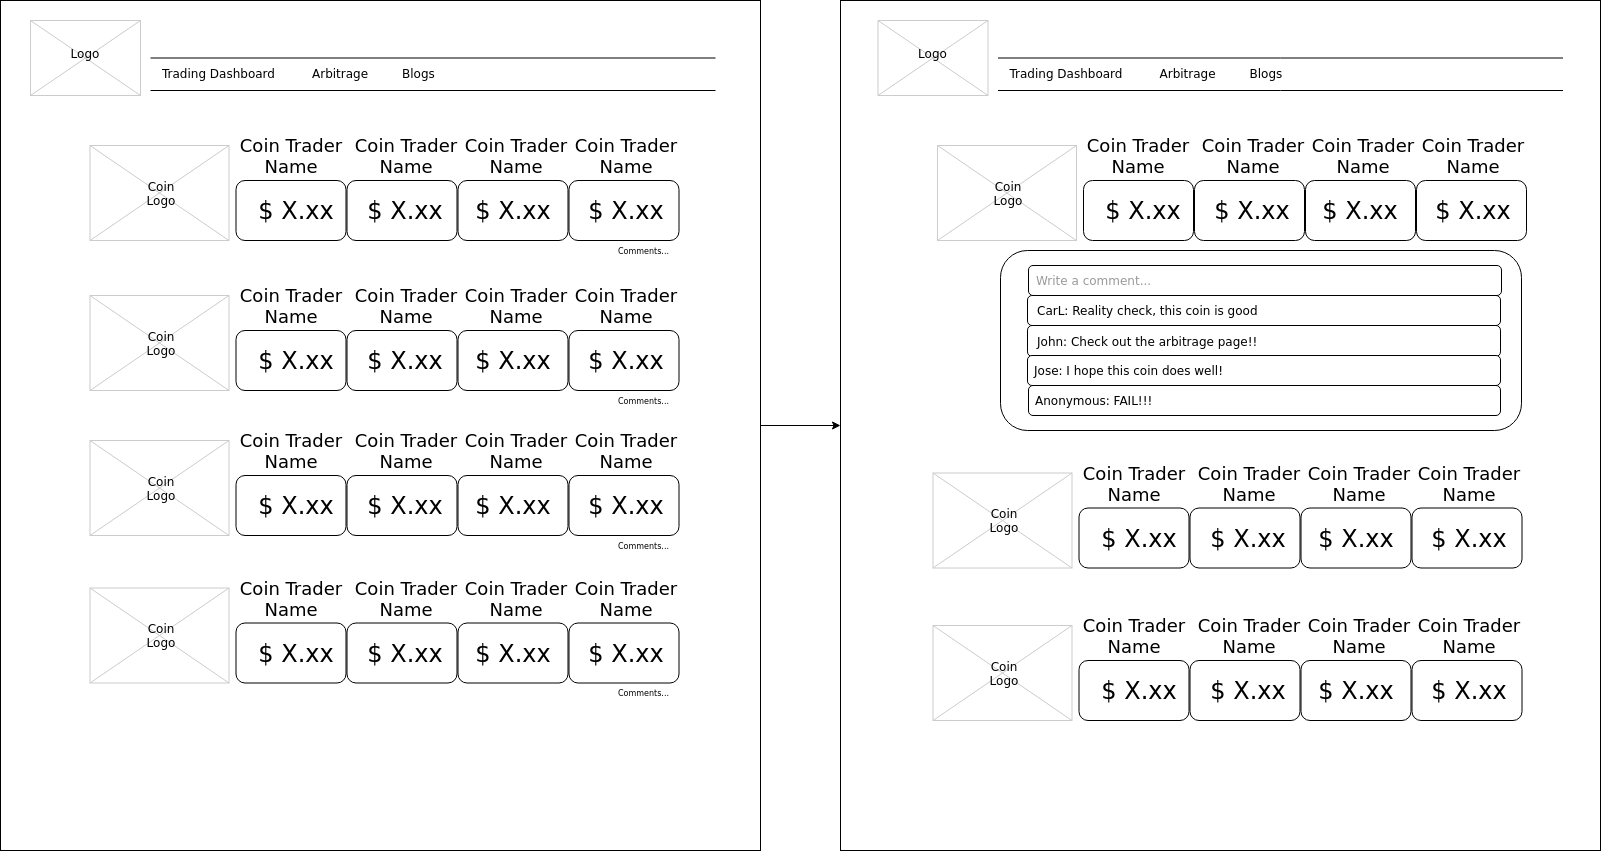 Logo
Trading Dashboard Arbitrage Blogs
Coin Trader Name Coin Trader Name Coin Trader Name Coin Trader Name
Coin
Logo
$ X.xx $ X.xx $ X.xx $ X.xx
Comments...
Coin Trader Name Coin Trader Name Coin Trader Name Coin Trader Name
Coin
Logo
$ X.xx $ X.xx $ X.xx $ X.xx
Comments...
Coin Trader Name Coin Trader Name Coin Trader Name Coin Trader Name
Coin
Logo
$ X.xx $ X.xx $ X.xx $ X.xx
Comments...
Coin Trader Name Coin Trader Name Coin Trader Name Coin Trader Name
Coin
Logo
$ X.xx $ X.xx $ X.xx $ X.xx
Comments...
Logo
Trading Dashboard Arbitrage Blogs
Coin Trader Name Coin Trader Name Coin Trader Name Coin Trader Name
Coin
Logo
$ X.xx $ X.xx $ X.xx $ X.xx
Write a comment...
CarL: Reality check, this coin is good
John: Check out the arbitrage page!!
Jose: I hope this coin does well!
Anonymous: FAIL!!!
Coin Trader Name Coin Trader Name Coin Trader Name Coin Trader Name
Coin
Logo
$ X.xx $ X.xx $ X.xx $ X.xx
Coin Trader Name Coin Trader Name Coin Trader Name Coin Trader Name
Coin
Logo
$ X.xx $ X.xx $ X.xx $ X.xx